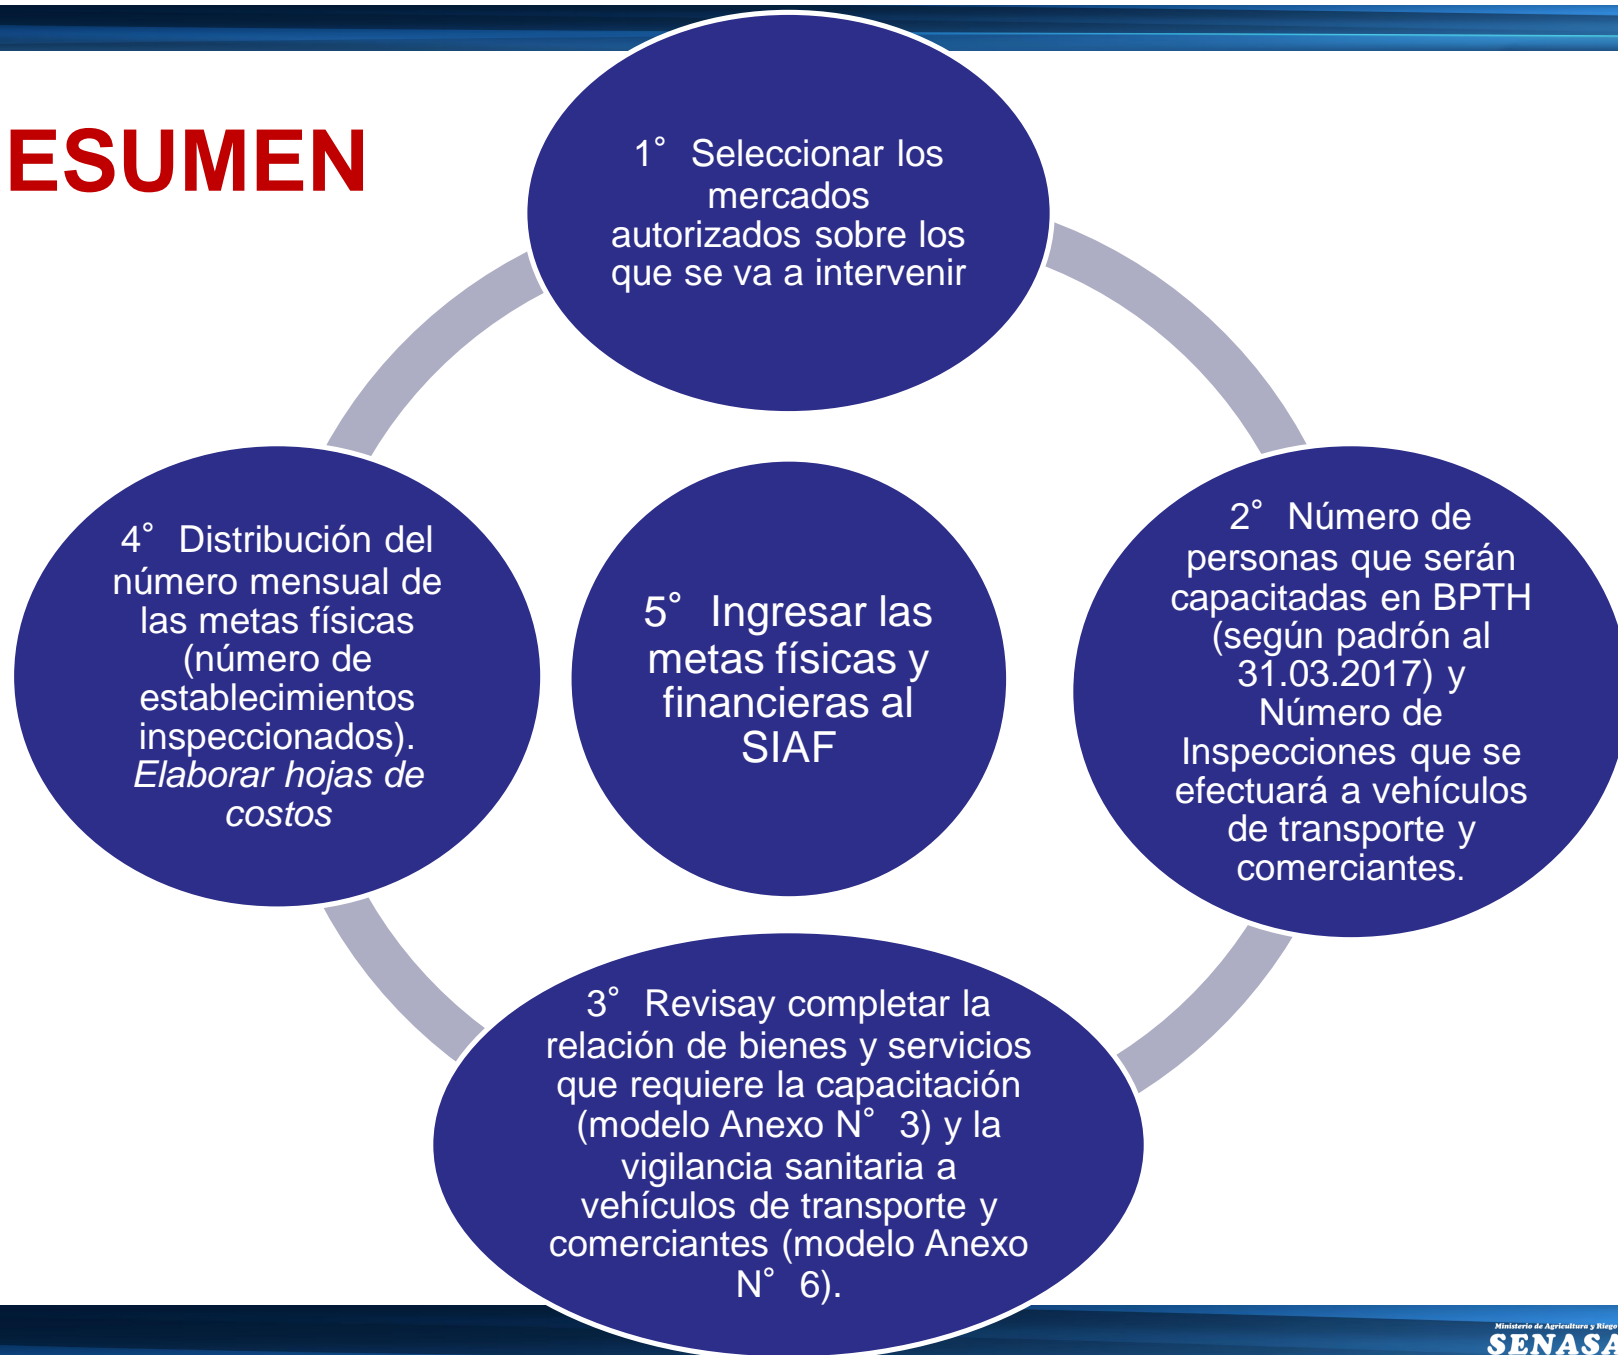 ESUMEN
1° Seleccionar los
mercados
autorizados sobre los
que se va a intervenir
2° Número de
personas que serán
capacitadas en BPTH
(según padrón al
31.03.2017) y
Número de
Inspecciones que se
efectuará a vehículos
de transporte y
comerciantes.
3° Revisay completar la
relación de bienes y servicios
que requiere la capacitación
(modelo Anexo N° 3) y la
vigilancia sanitaria a
vehículos de transporte y
comerciantes (modelo Anexo
N° 6).
4° Distribución del
número mensual de
las metas físicas
(número de
establecimientos
inspeccionados).
Elaborar hojas de
costos
5° Ingresar las
metas físicas y
financieras al
SIAF
Ministerio de Agricultura y Riego
SENASA